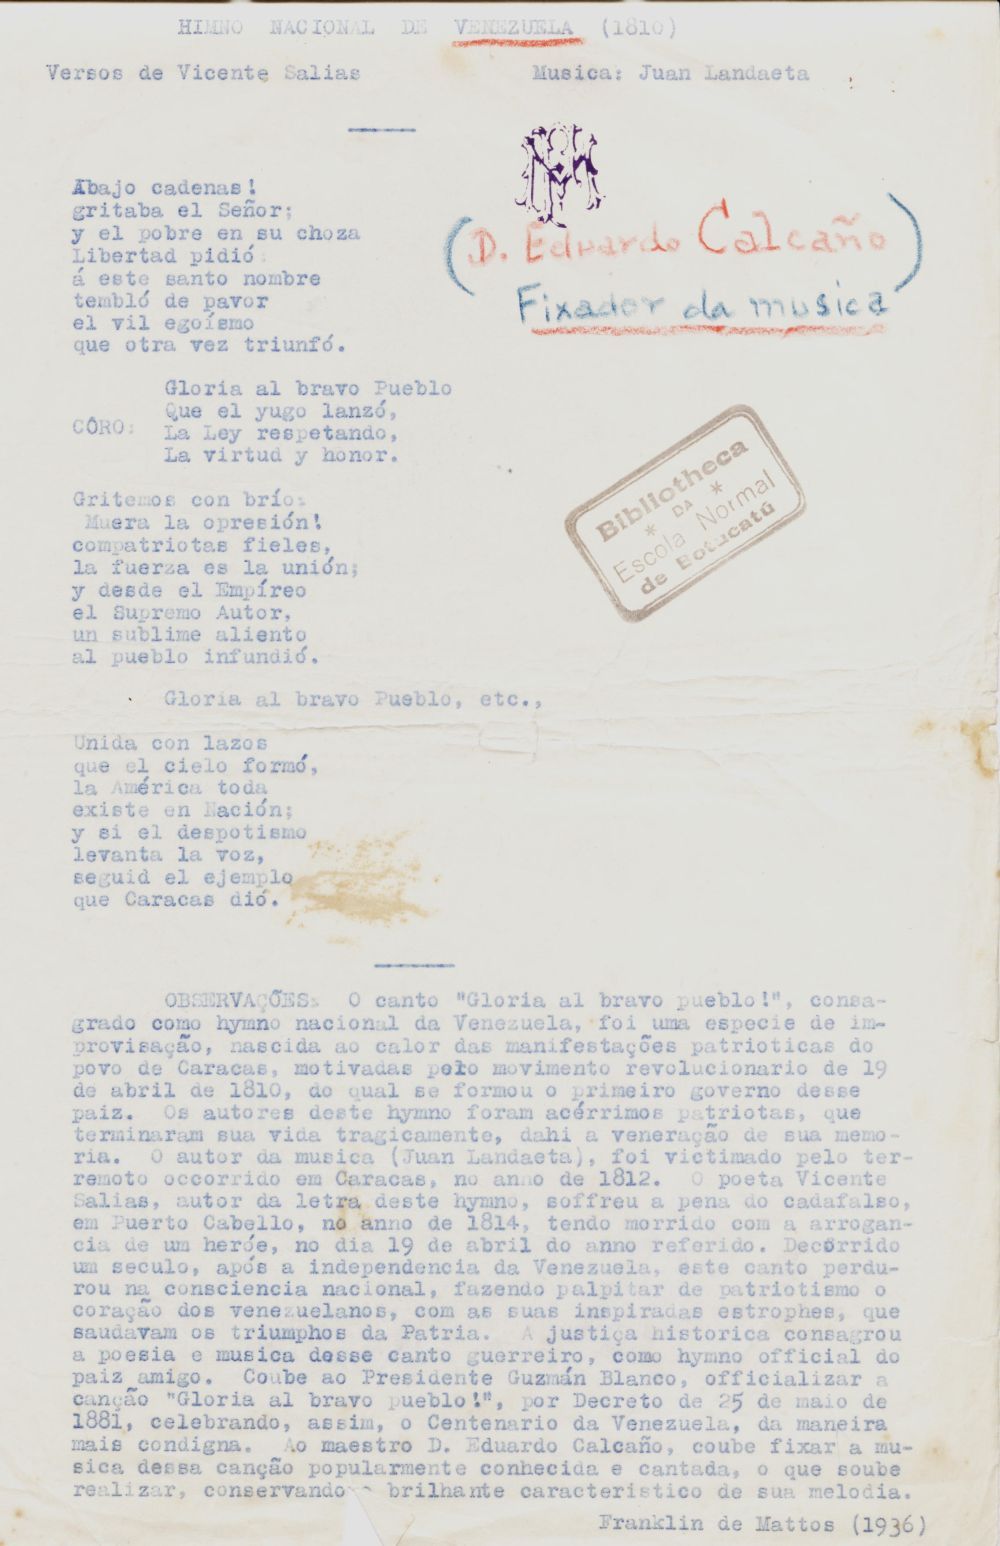 HIMNO NACIONAL DE VENEZUELA (1810)
Versos de Vicente Salias Musica: Juan Landaeta
(D. Eduardo Calcaño)
Fixador da musica
Bibliotheca
* DA *
Escola Normal
de Botucatú
Abajo cadenas!
gritaba el Señor;
y el pobre en su choza
Libertad pidió:
á este santo nombre
tembló de pavor
el vil egoísmo
que otra vez triunfó.
Gloria al bravo Pueblo
Que el yugo lanzó,
CÔRO: La Ley respetando,
La virtud y honor.
Gritemos con brío:
Muera la opresión!
compatriotas fieles,
la fuerza es la unión;
y desde el Empíreo
el Supremo Autor,
un sublime aliento
al pueblo infundió.
Gloria al bravo Pueblo, etc.,
Unida con lazos
que el cielo formó,
la América toda
existe en Nación;
y si el despotismo
levanta la voz,
seguid el ejemplo
que Caracas dió.
OBSERVAÇÕES: O canto "Gloria al bravo pueblo!", consa-
grado como hymno nacional da Venezuela, foi uma especie de im-
provisação, nascida ao calor das manifestações patrioticas do
povo de Caracas, motivadas pelo movimento revolucionario de 19
de abril de 1810, do qual se formou o primeiro governo desse
paiz. Os autores deste hymno foram acérrimos patriotas, que
terminaram sua vida tragicamente, dahi a veneração de sua memo-
ria. O autor da musica (Juan Landaeta), foi victimado pelo ter-
remoto occorrido em Caracas, no anno de 1812. O poeta Vicente
Salias, autor da letra deste hymno, soffreu a pena do cadafalso,
em Puerto Cabello, no anno de 1814, tendo morrido com a arrogan-
cia de um heróe, no dia 19 de abril do anno referido. Decorrido
um seculo, após a independencia da Venezuela, este canto perdu-
rou na consciencia nacional, fazendo palpitar de patriotismo o
coração dos venezuelanos, com as suas inspiradas estrophes, que
saudavam os triumphos da Patria. A justiça historica consagrou
a poesia e musica desse canto guerreiro, como hymno official do
paiz amigo. Coube ao Presidente Guzmán Blanco, officializar a
canção "Gloria al bravo pueblo!", por Decreto de 25 de maio de
1881, celebrando, assim, o Centenario da Venezuela, da maneira
mais condigna. Ao maestro D. Eduardo Calcaño, coube fixar a mu-
sica dessa canção popularmente conhecida e cantada, o que soube
realizar, conservando brilhante caracteristico de sua melodia.
Franklin de Mattos (1936)